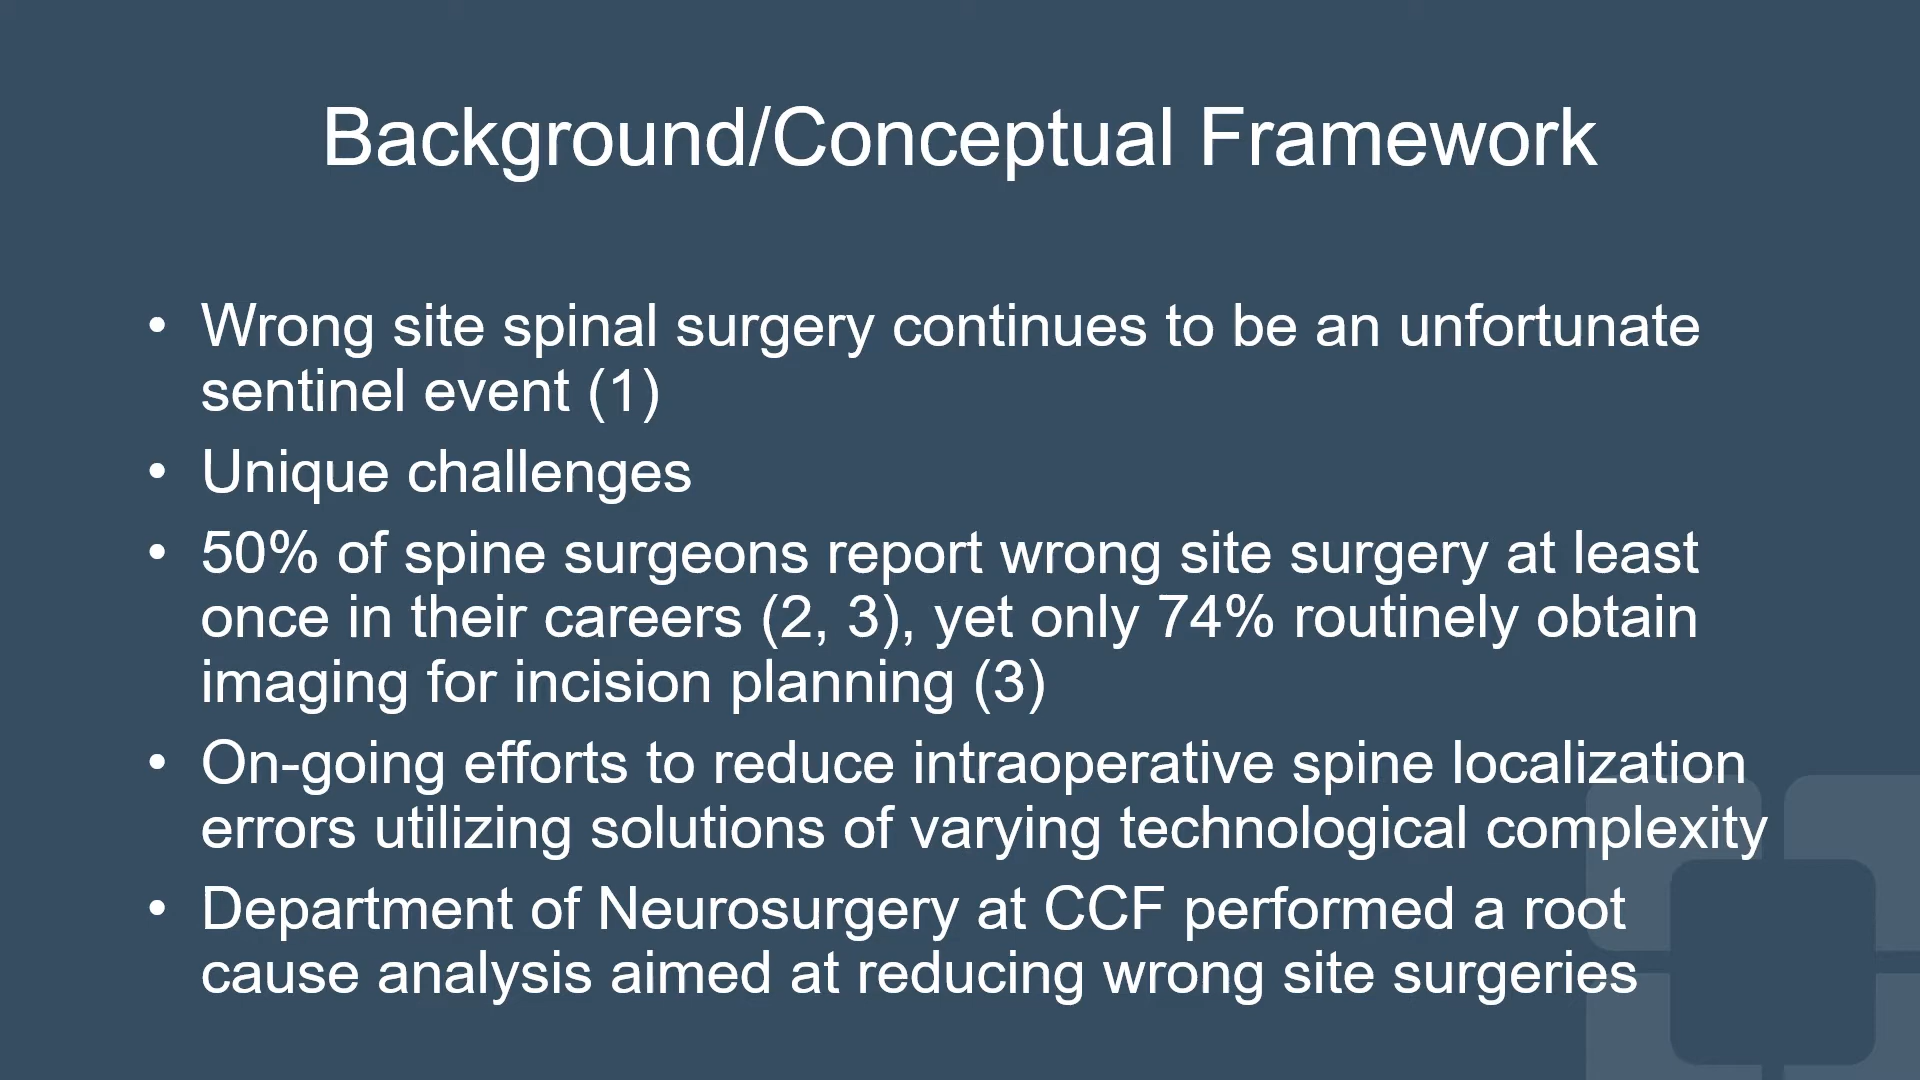 Background/Conceptual Framework
• Wrong site spinal surgery continues to be an unfortunate
sentinel event (1)
• Unique challenges
• 50% of spine surgeons report wrong site surgery at least
once in their careers (2, 3), yet only 74% routinely obtain
imaging for incision planning (3)
• On-going efforts to reduce intraoperative spine localization
errors utilizing solutions of varying technological complexity
• Department of Neurosurgery at CCF performed a root
cause analysis aimed at reducing wrong site surgeries